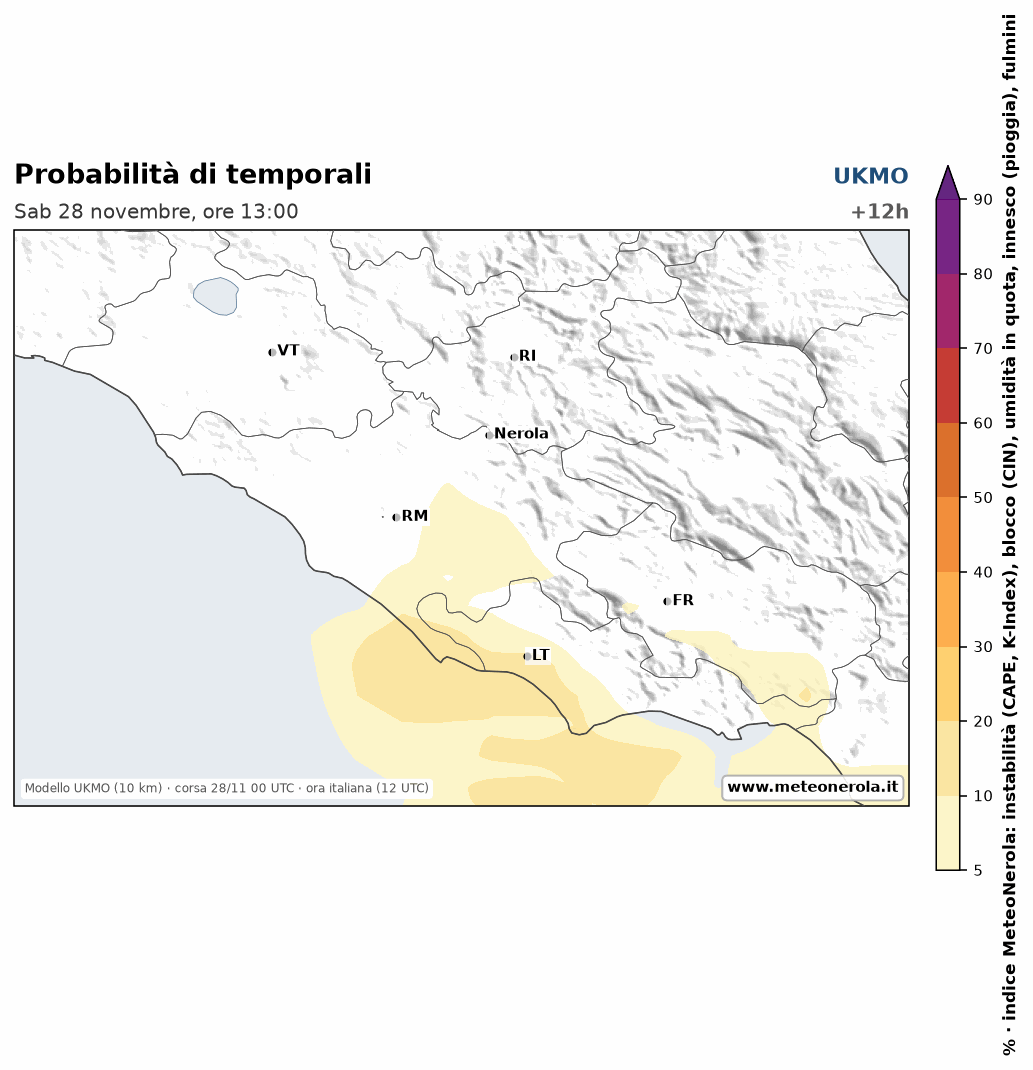 Probabilità di temporali
UKMO
Sab 28 novembre, ore 13:00
+12h
VT
RI
Nerola
RM
FR
LT
Modello UKMO (10 km) · corsa 28/11 00 UTC · ora italiana (12 UTC)
www.meteonerola.it
90
80
70
60
50
40
30
20
10
5
% · indice MeteoNerola: instabilità (CAPE, K-Index), blocco (CIN), umidità in quota, innesco (pioggia), fulmini